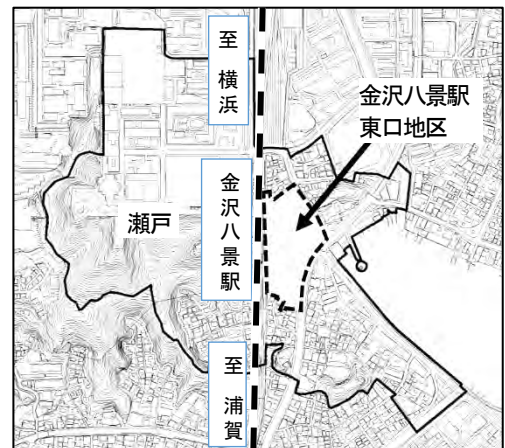 至 横浜
金沢八景駅
東口地区
金沢八景駅
瀬戸
至 浦賀